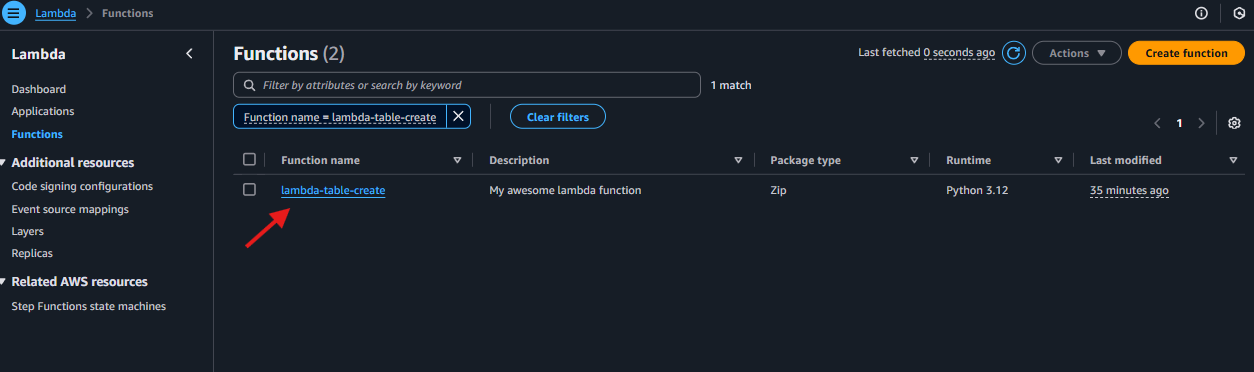 Lambda > Functions
Lambda
Dashboard
Applications
Functions
Additional resources
Code signing configurations
Event source mappings
Layers
Replicas
Related AWS resources
Step Functions state machines
Functions (2)
Last fetched 0 seconds ago
Actions
Create function
Filter by attributes or search by keyword
1 match
Function name = lambda-table-create
Clear filters
1
Function name Description Package type Runtime Last modified
lambda-table-create My awesome lambda function Zip Python 3.12 35 minutes ago